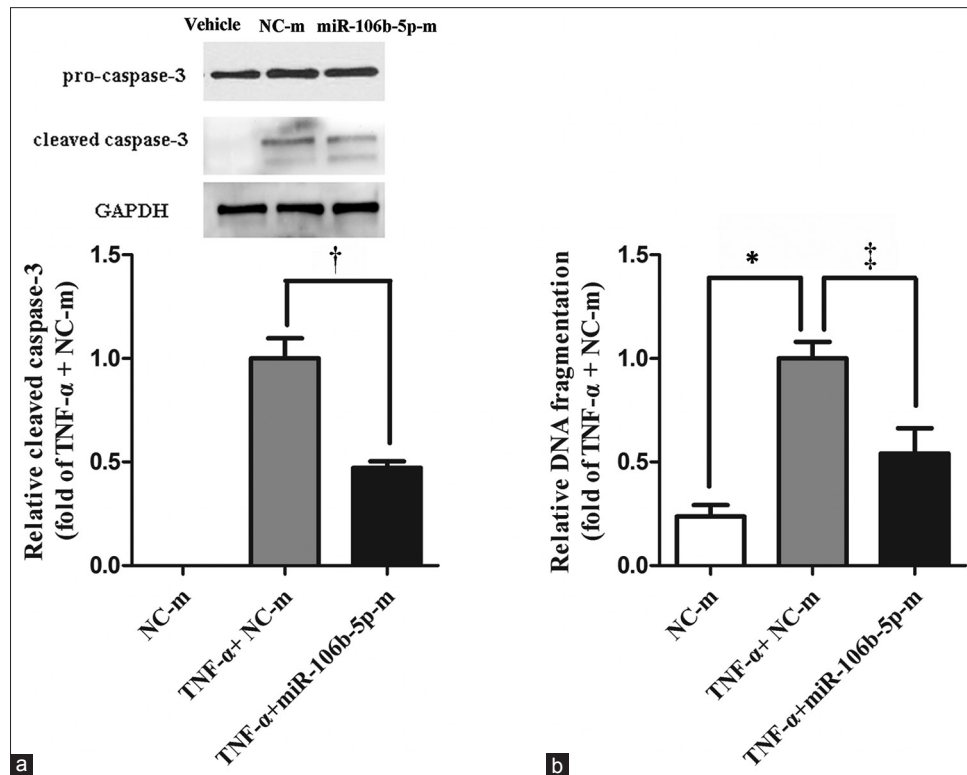 Vehicle NC-m miR-106b-5p-m
pro-caspase-3
cleaved caspase-3
GAPDH
Relative cleaved caspase-3
(fold of TNF-α + NC-m)
1.5
1.0
0.5
0.0
†
NC-m
TNF-α+ NC-m
TNF-α+miR-106b-5p-m
a
Relative DNA fragmentation
(fold of TNF-α + NC-m)
1.5
1.0
0.5
0.0
*
‡
NC-m
TNF-α+ NC-m
TNF-α+miR-106b-5p-m
b